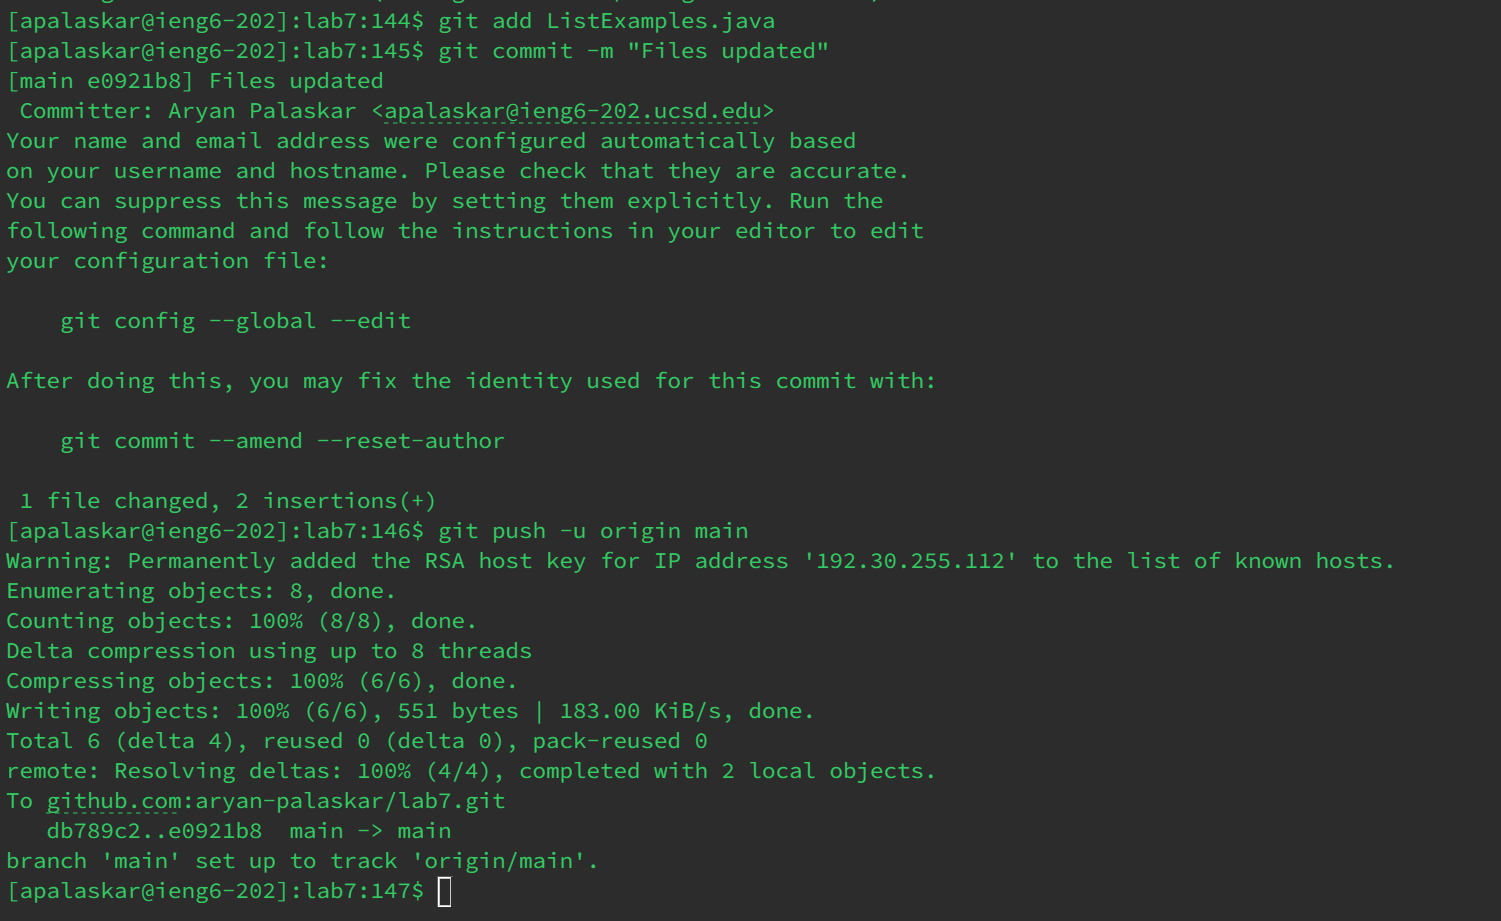 [apalaskar@ieng6-202]:lab7:144$ git add ListExamples.java
[apalaskar@ieng6-202]:lab7:145$ git commit -m "Files updated"
[main e0921b8] Files updated
 Committer: Aryan Palaskar <apalaskar@ieng6-202.ucsd.edu>
Your name and email address were configured automatically based
on your username and hostname. Please check that they are accurate.
You can suppress this message by setting them explicitly. Run the
following command and follow the instructions in your editor to edit
your configuration file:

    git config --global --edit

After doing this, you may fix the identity used for this commit with:

    git commit --amend --reset-author

 1 file changed, 2 insertions(+)
[apalaskar@ieng6-202]:lab7:146$ git push -u origin main
Warning: Permanently added the RSA host key for IP address '192.30.255.112' to the list of known hosts.
Enumerating objects: 8, done.
Counting objects: 100% (8/8), done.
Delta compression using up to 8 threads
Compressing objects: 100% (6/6), done.
Writing objects: 100% (6/6), 551 bytes | 183.00 KiB/s, done.
Total 6 (delta 4), reused 0 (delta 0), pack-reused 0
remote: Resolving deltas: 100% (4/4), completed with 2 local objects.
To github.com:aryan-palaskar/lab7.git
   db789c2..e0921b8  main -> main
branch 'main' set up to track 'origin/main'.
[apalaskar@ieng6-202]:lab7:147$